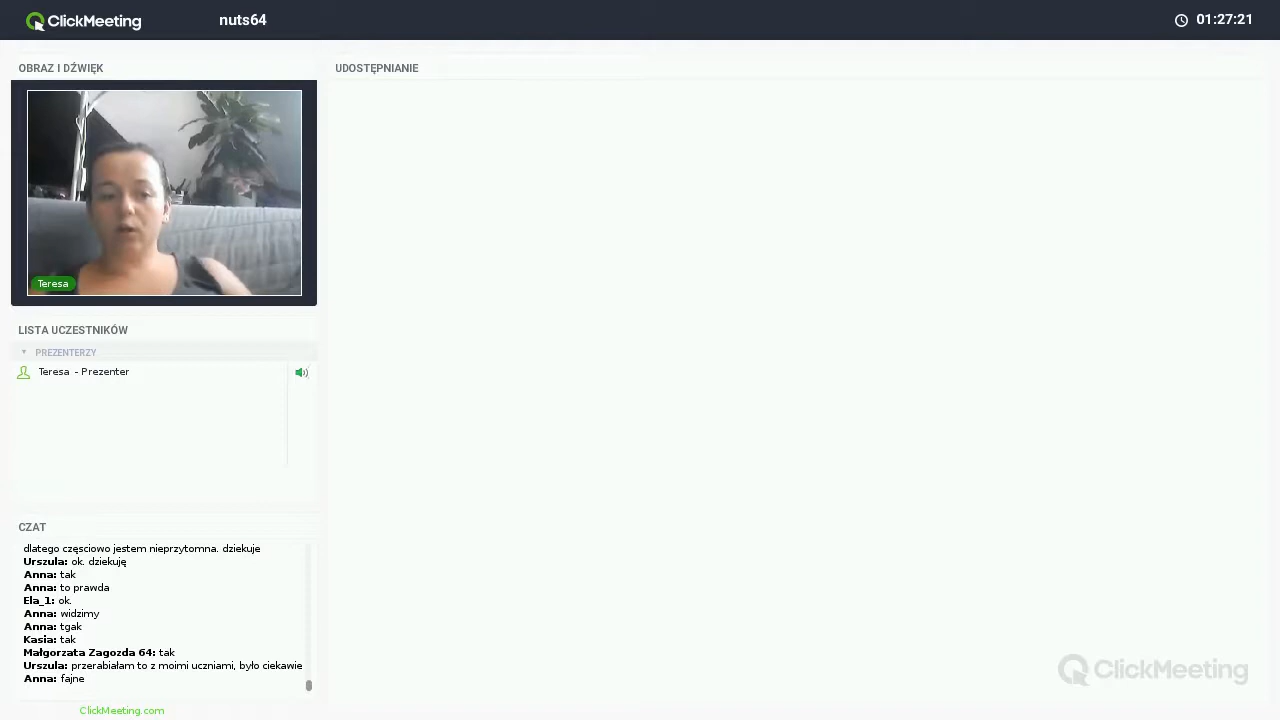 ClickMeeting
nuts64
01:27:21
OBRAZ I DŹWIĘK
Teresa
LISTA UCZESTNIKÓW
PREZENTERZY
Teresa - Prezenter
CZAT
dlatego częsciowo jestem nieprzytomna. dziekuje
Urszula: ok. dziekuję
Anna: tak
Anna: to prawda
Ela_1: ok.
Anna: widzimy
Anna: tgak
Kasia: tak
Małgorzata Zagozda 64: tak
Urszula: przerabiałam to z moimi uczniami, było ciekawie
Anna: fajne
ClickMeeting.com
UDOSTĘPNIANIE
ClickMeeting